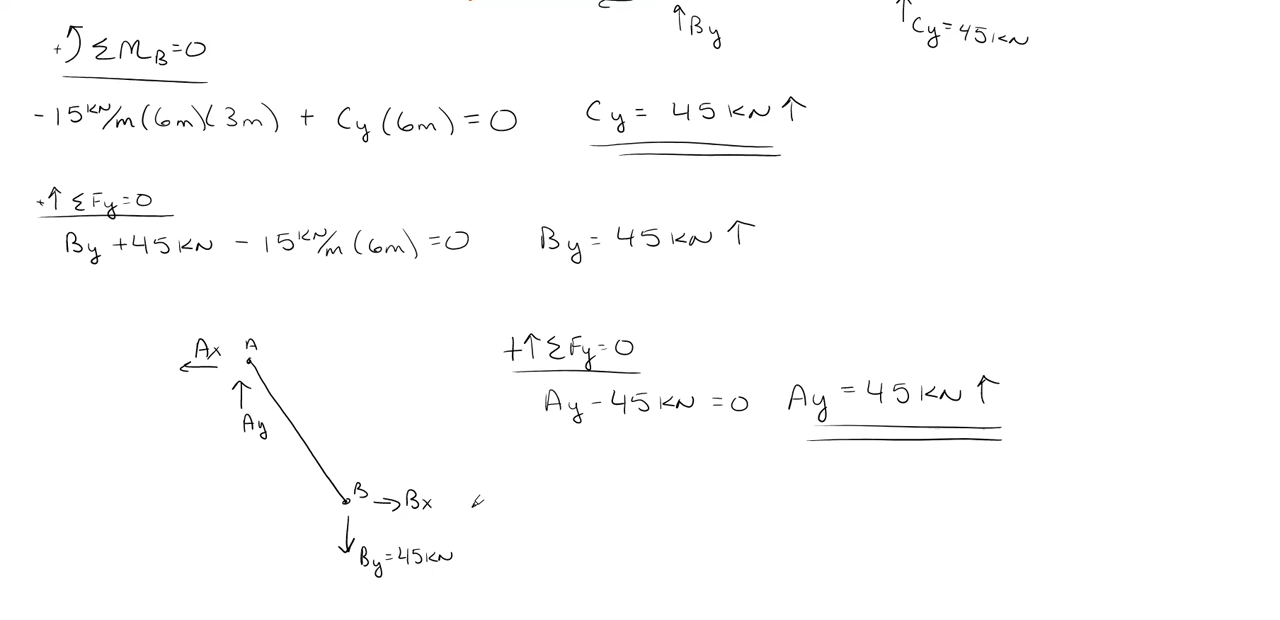 ↑By
↑Cy = 45 kN
+↺ ΣM_B = 0
-15 kN/m (6m)(3m) + Cy (6m) = 0 Cy = 45 kN ↑
+↑ ΣFy = 0
By + 45 kN - 15 kN/m (6m) = 0 By = 45 kN ↑
Ax A
Ay
B → Bx
By = 45 kN
+↑ ΣFy = 0
Ay - 45 kN = 0 Ay = 45 kN ↑